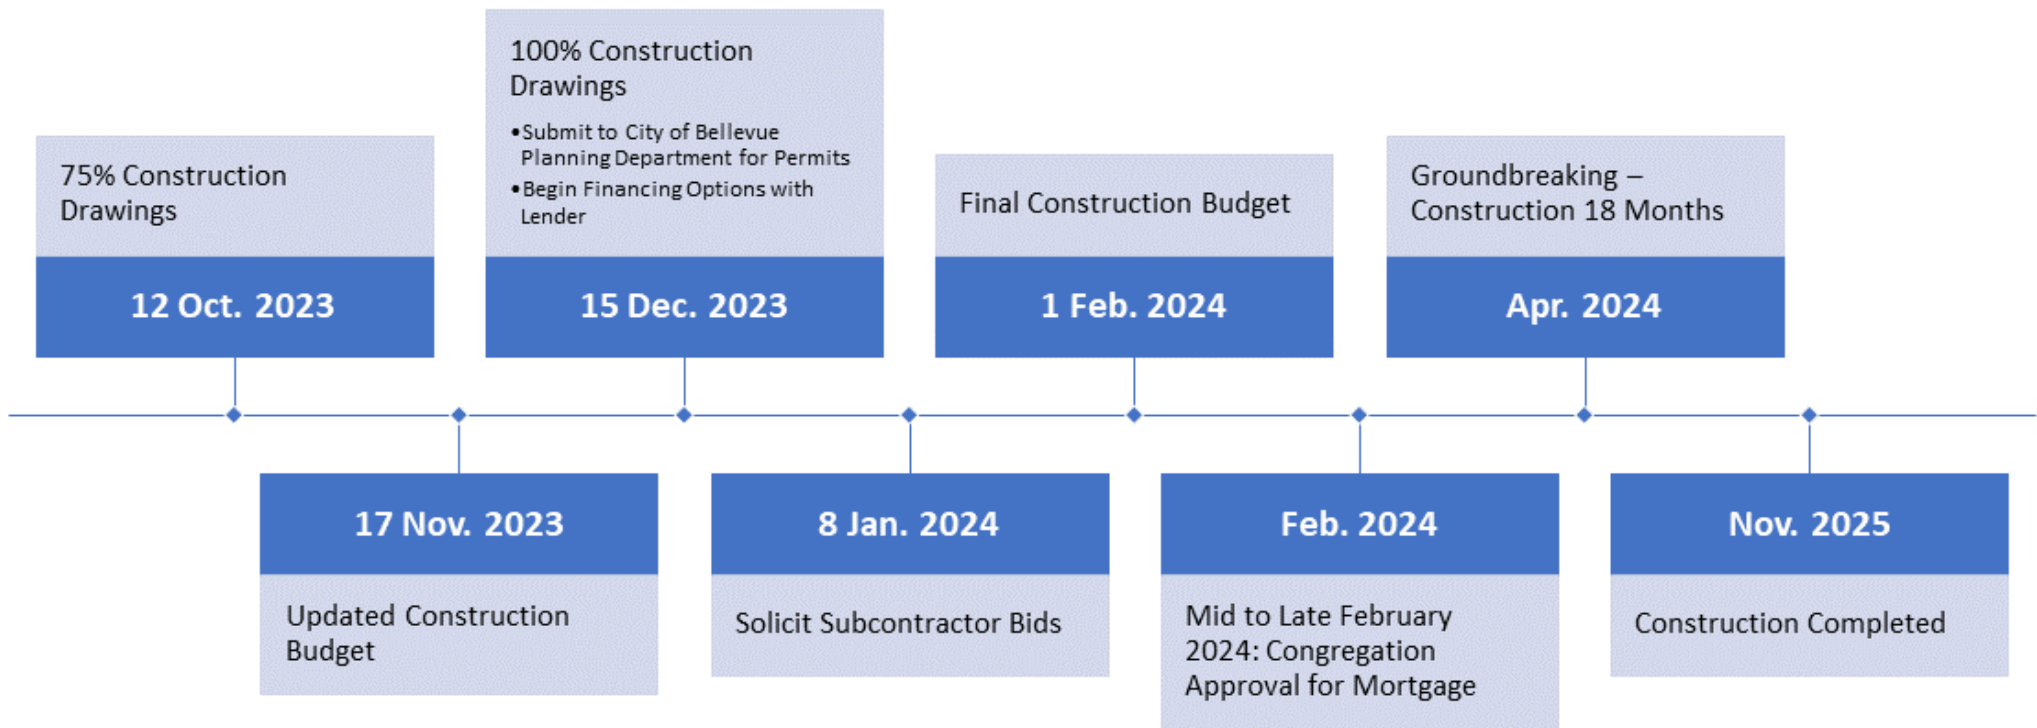 75% Construction
Drawings
12 Oct. 2023
17 Nov. 2023
Updated Construction
Budget
100% Construction
Drawings
•Submit to City of Bellevue
Planning Department for Permits
•Begin Financing Options with
Lender
15 Dec. 2023
8 Jan. 2024
Solicit Subcontractor Bids
Final Construction Budget
1 Feb. 2024
Feb. 2024
Mid to Late February
2024: Congregation
Approval for Mortgage
Groundbreaking –
Construction 18 Months
Apr. 2024
Nov. 2025
Construction Completed